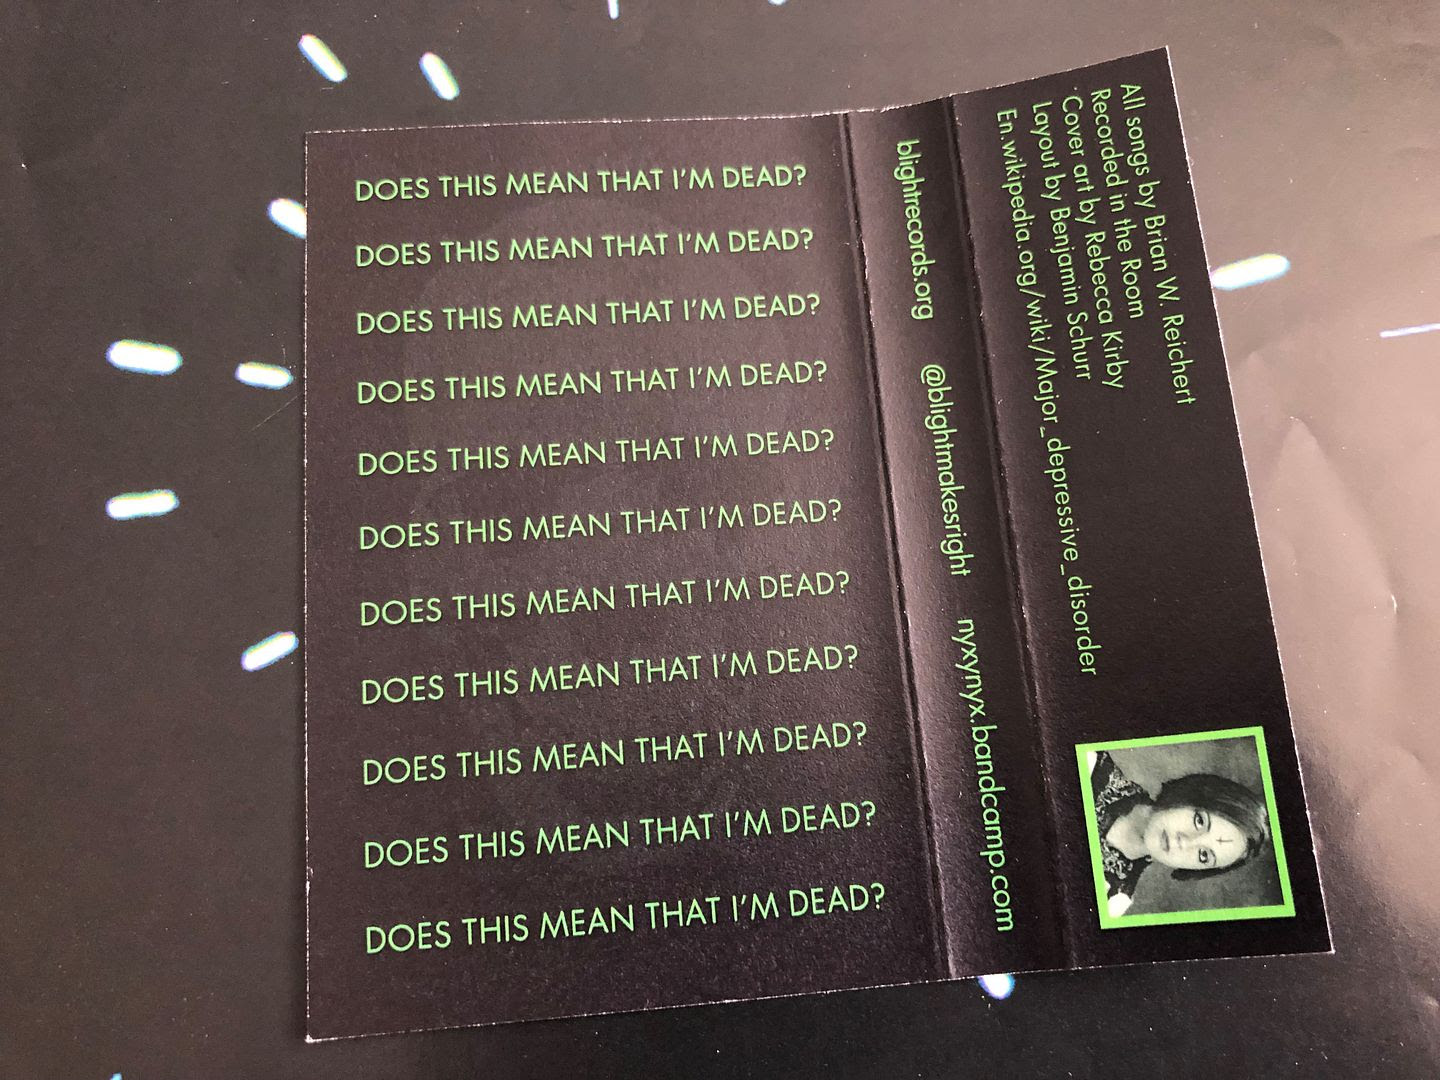 DOES THIS MEAN THAT I'M DEAD?
DOES THIS MEAN THAT I'M DEAD?
DOES THIS MEAN THAT I'M DEAD?
DOES THIS MEAN THAT I'M DEAD?
DOES THIS MEAN THAT I'M DEAD?
DOES THIS MEAN THAT I'M DEAD?
DOES THIS MEAN THAT I'M DEAD?
DOES THIS MEAN THAT I'M DEAD?
DOES THIS MEAN THAT I'M DEAD?
DOES THIS MEAN THAT I'M DEAD?
DOES THIS MEAN THAT I'M DEAD?
blightrecords.org @blightmakesright nyxynyx.bandcamp.com
All songs by Brian W. Reichert
Recorded in the Room
Cover art by Rebecca Kirby
Layout by Benjamin Schurr
En.wikipedia.org/wiki/Major_depressive_disorder